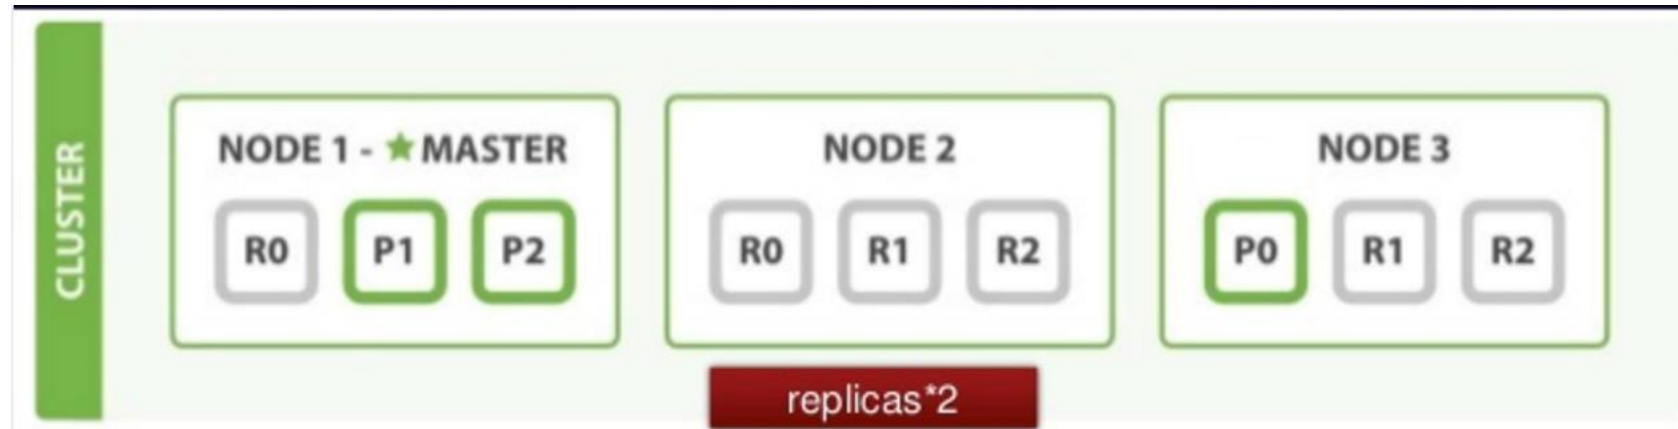 CLUSTER
NODE 1 - ★ MASTER
R0 P1 P2
NODE 2
R0 R1 R2
NODE 3
P0 R1 R2
replicas*2